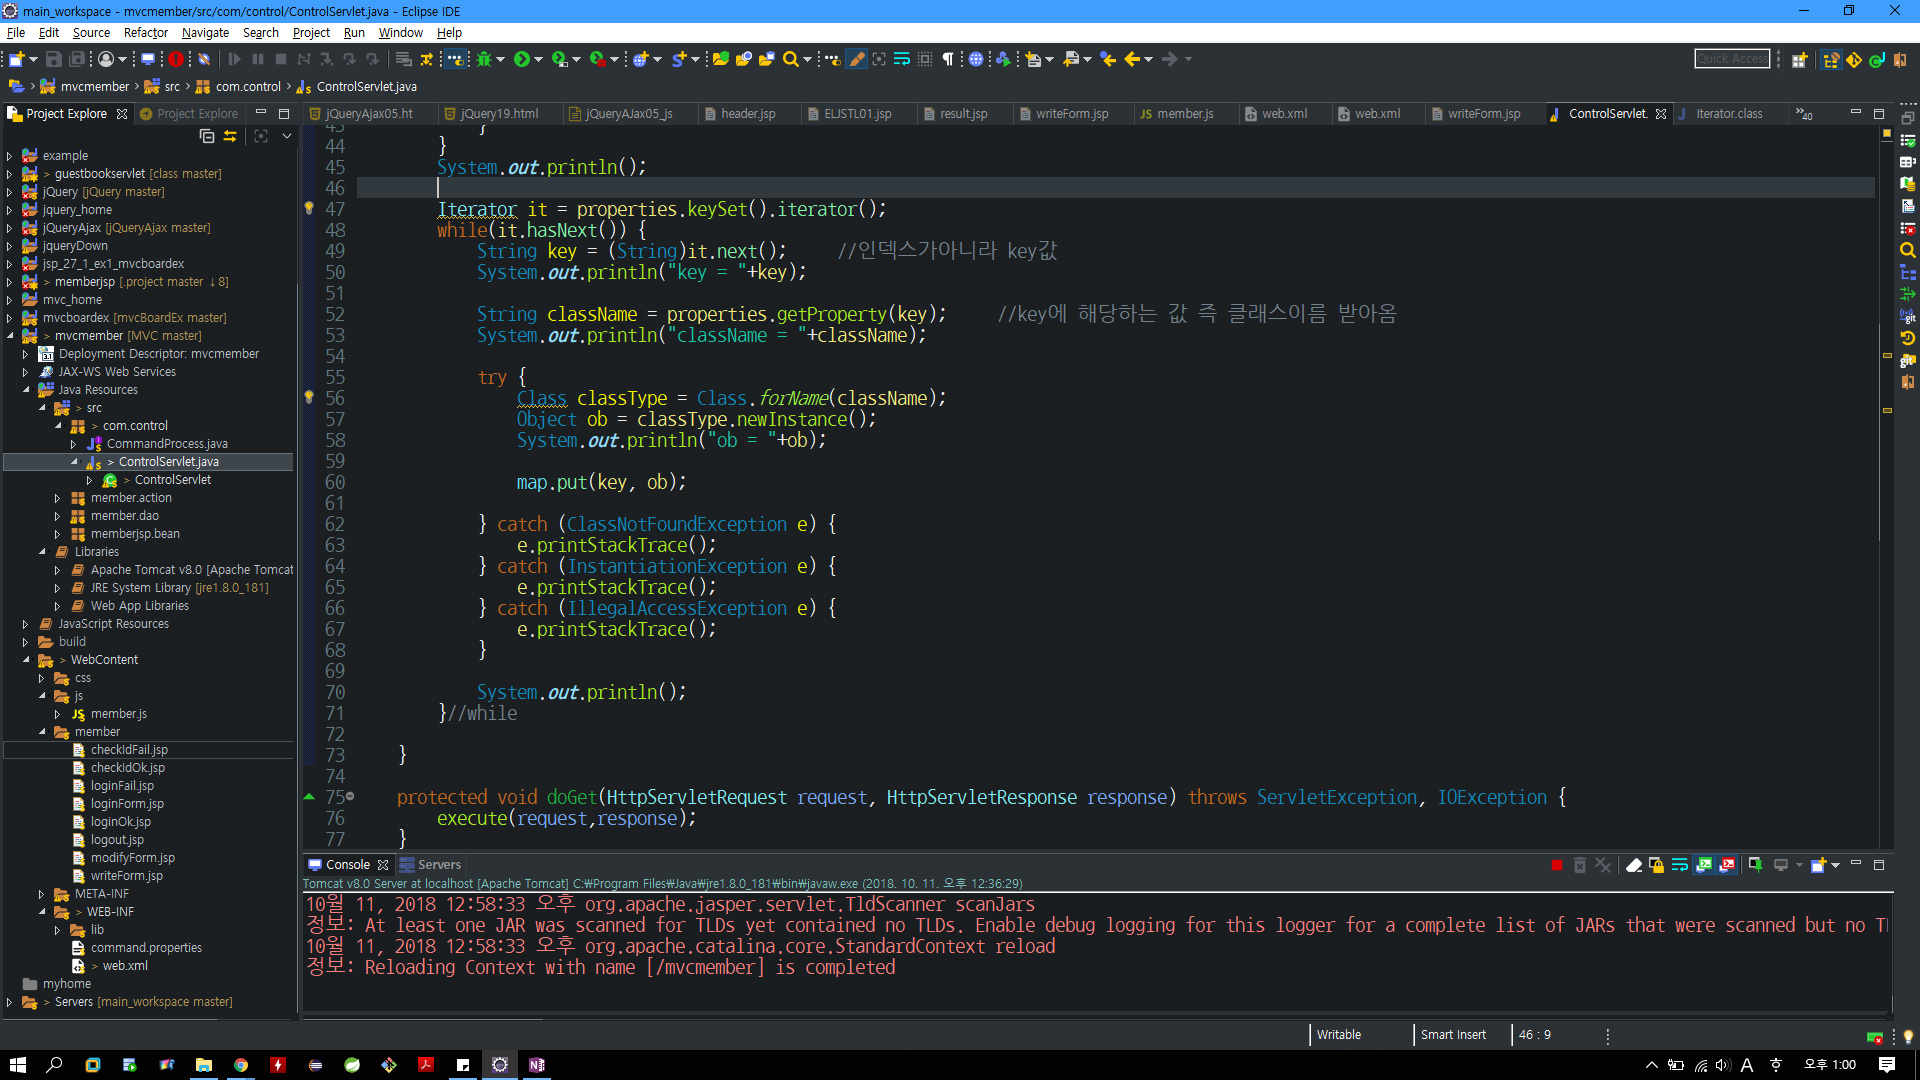 main_workspace - mvcmember/src/com/control/ControlServlet.java - Eclipse IDE
File Edit Source Refactor Navigate Search Project Run Window Help
Quick Access
mvcmember > src > com.control > ControlServlet.java
Project Explorer Project Explorer
jQueryAjax05.ht jQuery19.html jQueryAJax05_js header.jsp ELJSTL01.jsp result.jsp writeForm.jsp member.js web.xml web.xml writeForm.jsp ControlServlet. Iterator.class »40
example
> guestbookservlet [class master]
jQuery [jQuery master]
jquery_home
jQueryAjax [jQueryAjax master]
jqueryDown
jsp_27_1_ex1_mvcboardex
> memberjsp [.project master ↓8]
mvc_home
mvcboardex [mvcBoardEx master]
> mvcmember [MVC master]
Deployment Descriptor: mvcmember
JAX-WS Web Services
Java Resources
> src
> com.control
CommandProcess.java
> ControlServlet.java
> ControlServlet
member.action
member.dao
memberjsp.bean
Libraries
Apache Tomcat v8.0 [Apache Tomcat
JRE System Library [jre1.8.0_181]
Web App Libraries
JavaScript Resources
build
> WebContent
css
js
member.js
member
checkIdFail.jsp
checkIdOk.jsp
loginFail.jsp
loginForm.jsp
loginOk.jsp
logout.jsp
modifyForm.jsp
writeForm.jsp
META-INF
> WEB-INF
lib
command.properties
> web.xml
myhome
> Servers [main_workspace master]
43 }
44 }
45 System.out.println();
46
47 Iterator it = properties.keySet().iterator();
48 while(it.hasNext()) {
49 String key = (String)it.next(); //인덱스가아니라 key값
50 System.out.println("key = "+key);
51
52 String className = properties.getProperty(key); //key에 해당하는 값 즉 클래스이름 받아옴
53 System.out.println("className = "+className);
54
55 try {
56 Class classType = Class.forName(className);
57 Object ob = classType.newInstance();
58 System.out.println("ob = "+ob);
59
60 map.put(key, ob);
61
62 } catch (ClassNotFoundException e) {
63 e.printStackTrace();
64 } catch (InstantiationException e) {
65 e.printStackTrace();
66 } catch (IllegalAccessException e) {
67 e.printStackTrace();
68 }
69
70 System.out.println();
71 }//while
72
73 }
74
75 protected void doGet(HttpServletRequest request, HttpServletResponse response) throws ServletException, IOException {
76 execute(request,response);
77 }
Console Servers
Tomcat v8.0 Server at localhost [Apache Tomcat] C:₩Program Files₩Java₩jre1.8.0_181₩bin₩javaw.exe (2018. 10. 11. 오후 12:36:29)
10월 11, 2018 12:58:33 오후 org.apache.jasper.servlet.TldScanner scanJars
정보: At least one JAR was scanned for TLDs yet contained no TLDs. Enable debug logging for this logger for a complete list of JARs that were scanned but no Tl
10월 11, 2018 12:58:33 오후 org.apache.catalina.core.StandardContext reload
정보: Reloading Context with name [/mvcmember] is completed
Writable Smart Insert 46 : 9
A 오후 1:00